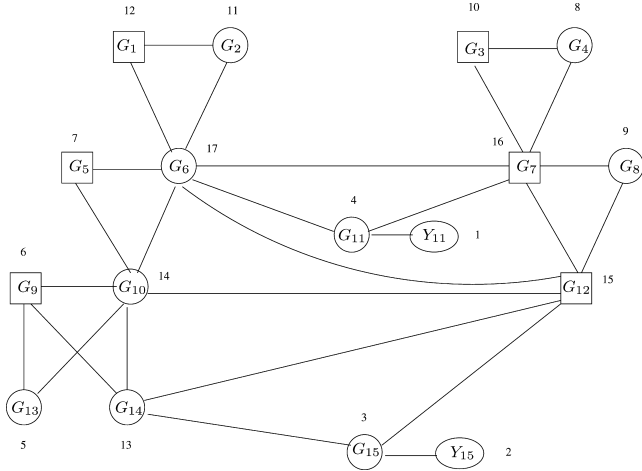 12 11 10 8
G₁ G₂ G₃ G₄
7 17 16 9
G₅ G₆ G₇ G₈
4
G₁₁ Y₁₁ 1
6 14 15
G₉ G₁₀ G₁₂
G₁₃ G₁₄
5 13 3
G₁₅ Y₁₅ 2